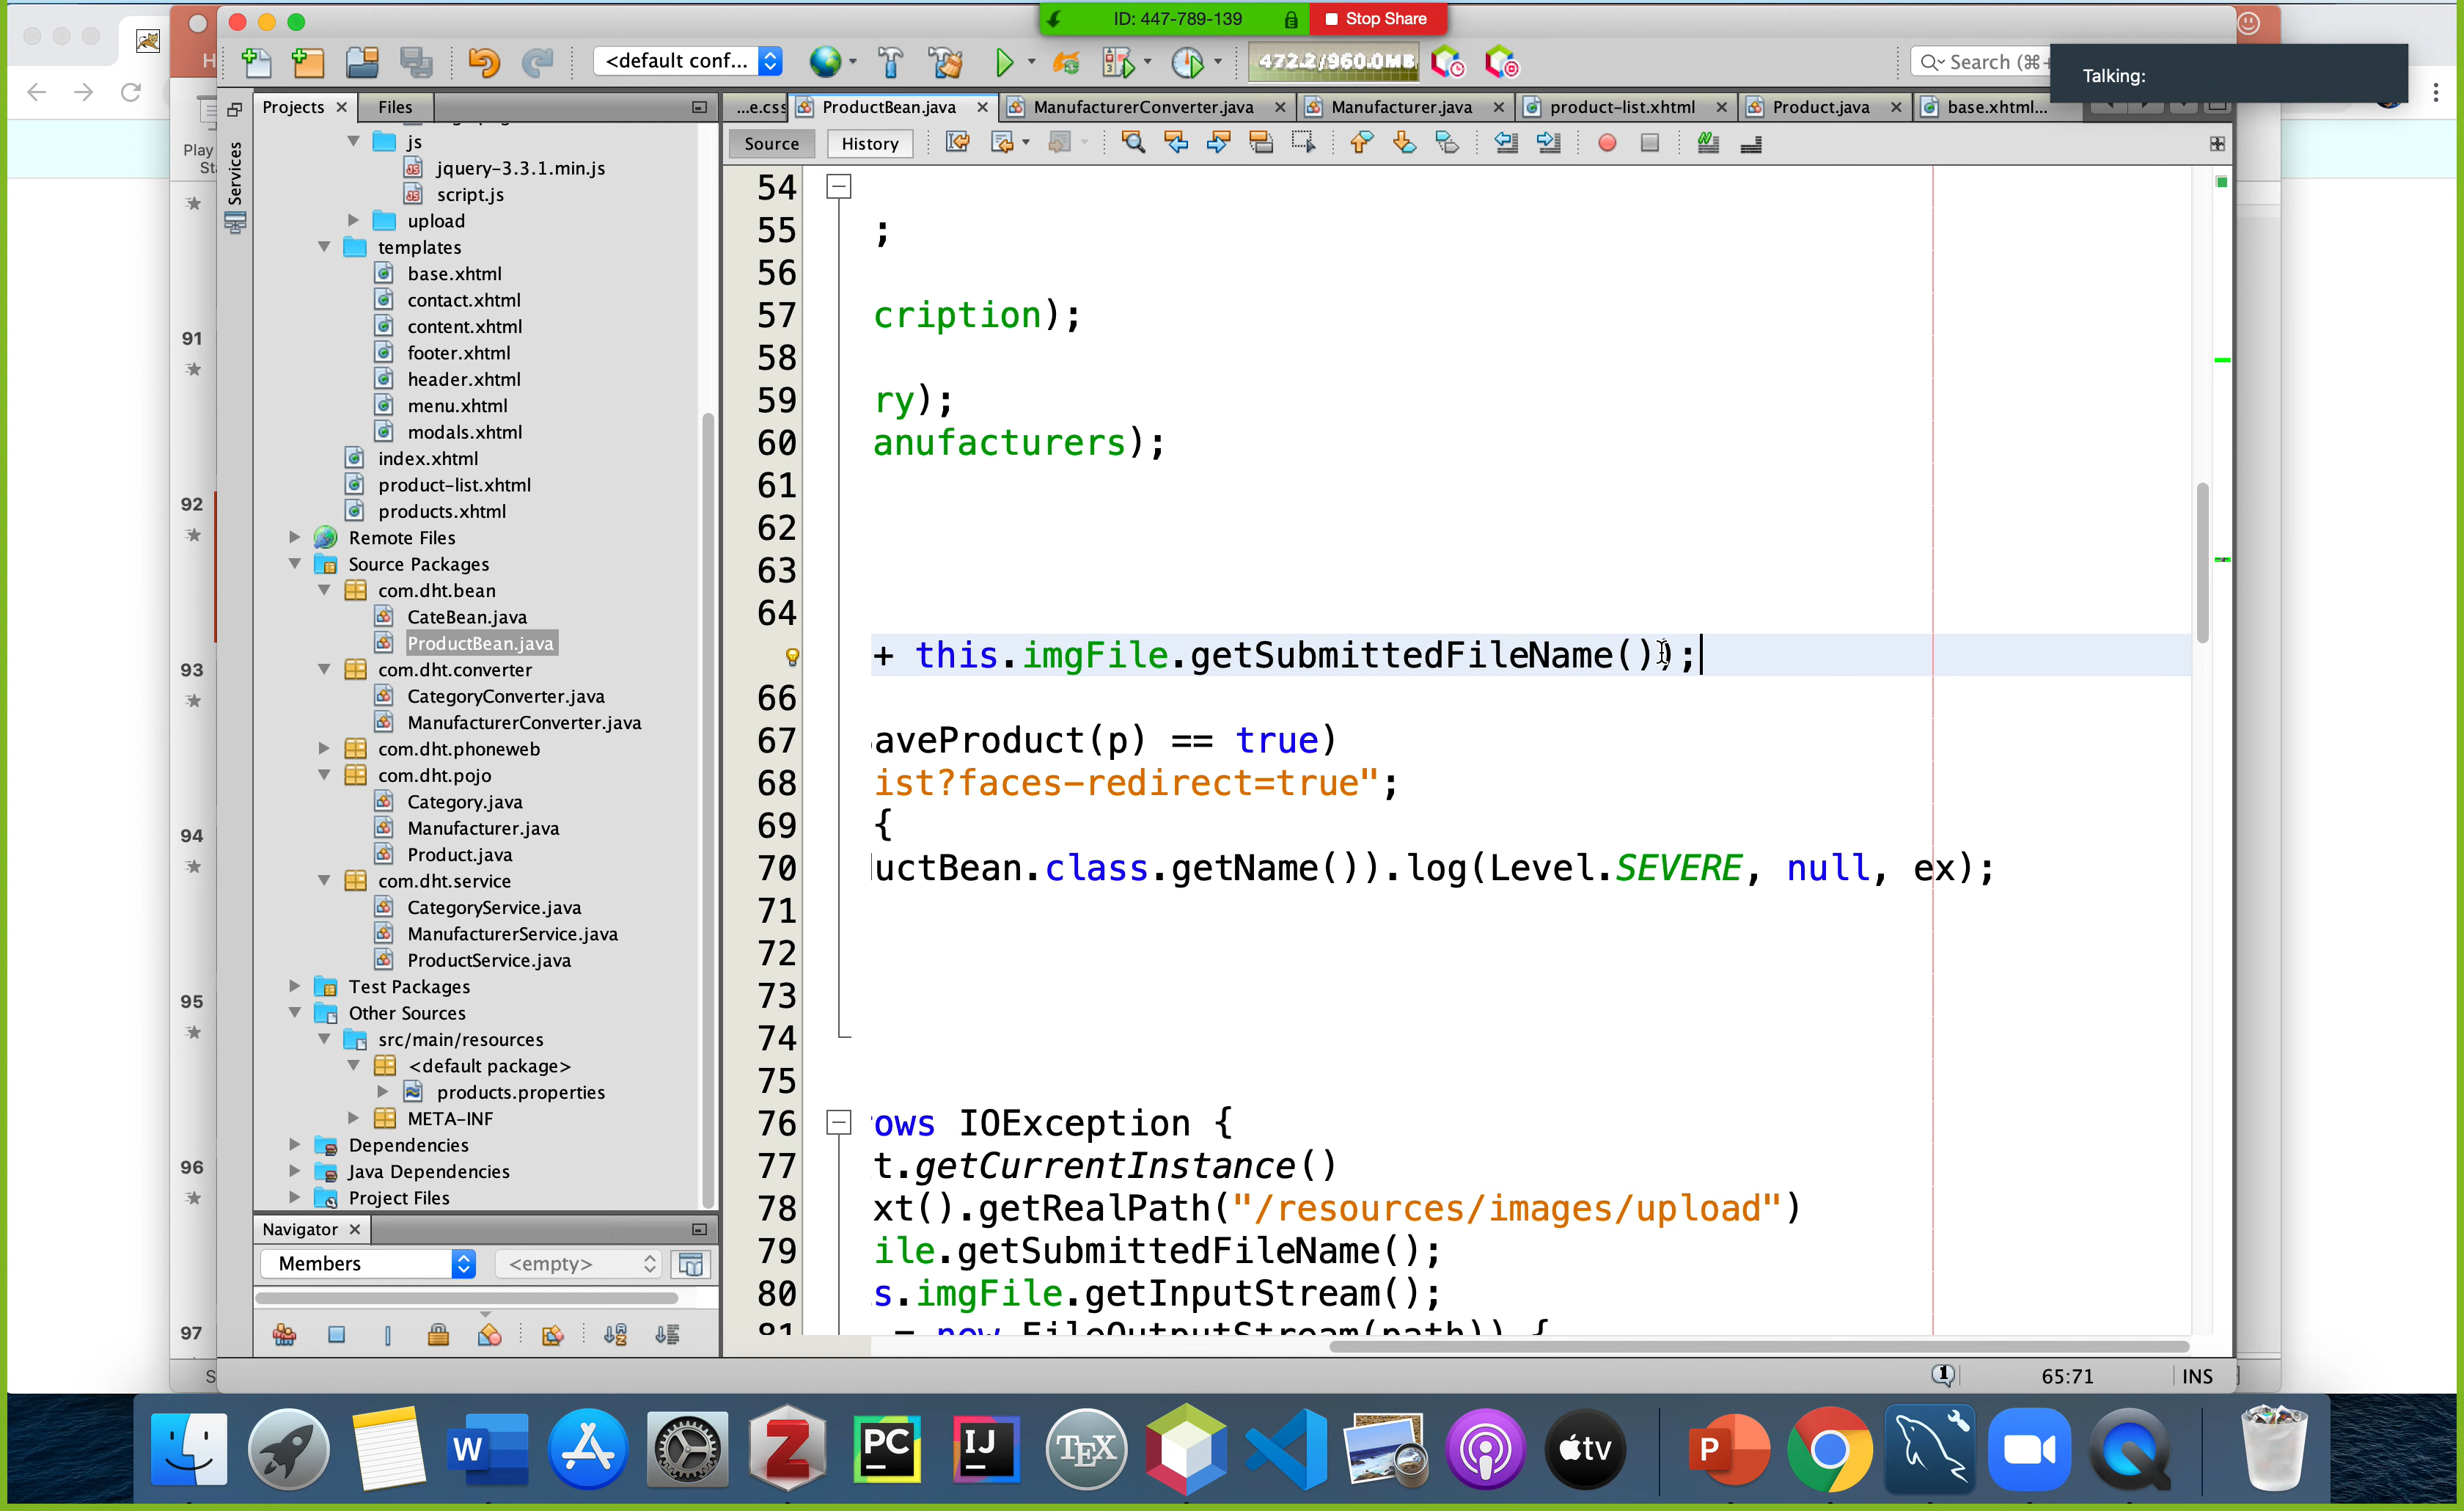 ID: 447-789-139
Stop Share
<default conf...
472.2/960.0MB
Search (⌘+
Talking:
H
Play
Projects
Files
...e.css
ProductBean.java
ManufacturerConverter.java
Manufacturer.java
product-list.xhtml
Product.java
base.xhtml...
Services
Source
History
js
jquery-3.3.1.min.js
script.js
upload
templates
base.xhtml
contact.xhtml
content.xhtml
footer.xhtml
header.xhtml
menu.xhtml
modals.xhtml
index.xhtml
product-list.xhtml
products.xhtml
Remote Files
Source Packages
com.dht.bean
CateBean.java
ProductBean.java
com.dht.converter
CategoryConverter.java
ManufacturerConverter.java
com.dht.phoneweb
com.dht.pojo
Category.java
Manufacturer.java
Product.java
com.dht.service
CategoryService.java
ManufacturerService.java
ProductService.java
Test Packages
Other Sources
src/main/resources
<default package>
products.properties
META-INF
Dependencies
Java Dependencies
Project Files
91
92
93
94
95
96
97
54
55 ;
56
57 cription);
58
59 ry);
60 anufacturers);
61
62
63
64
+ this.imgFile.getSubmittedFileName());
66
67 aveProduct(p) == true)
68 ist?faces-redirect=true";
69 {
70 uctBean.class.getName()).log(Level.SEVERE, null, ex);
71
72
73
74
75
76 ows IOException {
77 t.getCurrentInstance()
78 xt().getRealPath("/resources/images/upload")
79 ile.getSubmittedFileName();
80 s.imgFile.getInputStream();
81 = new FileOutputStream(path)) {
Navigator
Members
<empty>
65:71
INS
W
PC
IJ
TEX
tv
P